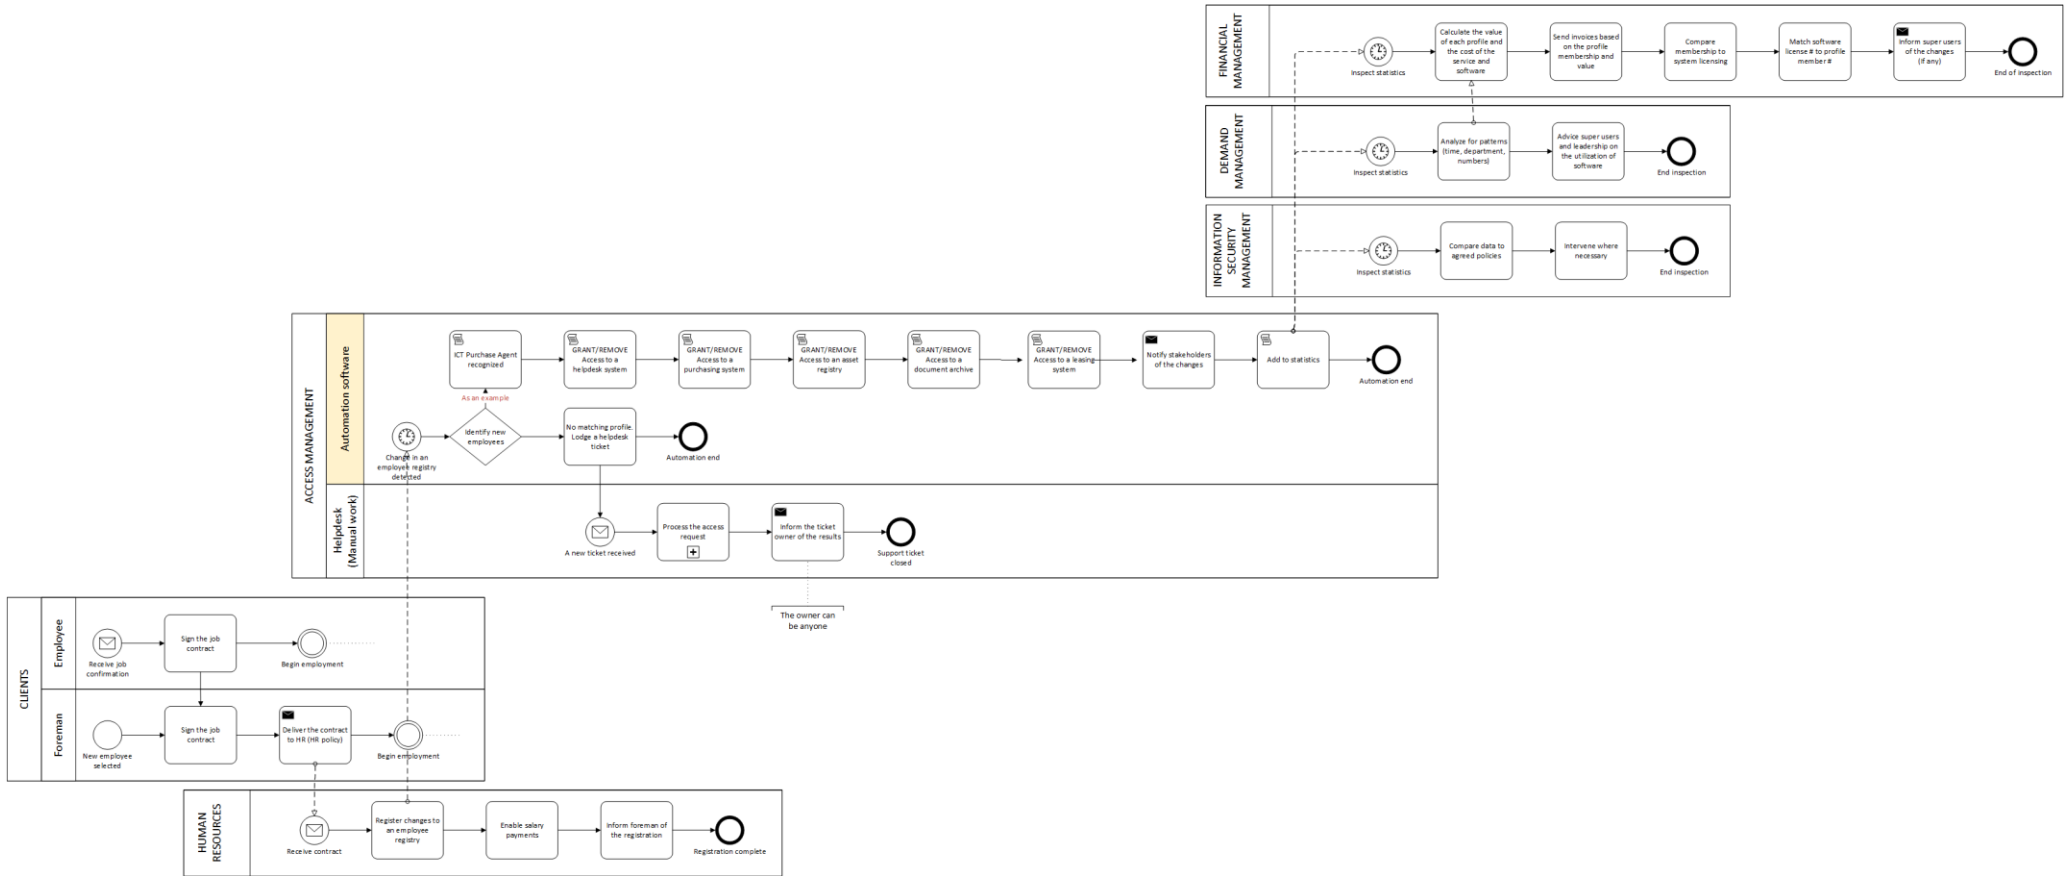 FINANCIAL
MANAGEMENT
Inspect statistics
Calculate the value
of each profile and
the cost of the
service and
software
Send invoices based
on the profile
membership and
value
Compare
membership to
system licensing
Match software
license # to profile
member #
Inform super users
of the changes
(if any)
End of inspection
DEMAND
MANAGEMENT
Inspect statistics
Analyze for patterns
(time, department,
numbers)
Advice super users
and leadership on
the utilization of
software
End inspection
INFORMATION
SECURITY
MANAGEMENT
Inspect statistics
Compare data to
agreed policies
Intervene where
necessary
End inspection
ACCESS MANAGEMENT
Automation software
ICT Purchase Agent
recognized
GRANT/REMOVE
Access to a
helpdesk system
GRANT/REMOVE
Access to a
purchasing system
GRANT/REMOVE
Access to an asset
registry
GRANT/REMOVE
Access to a
document archive
GRANT/REMOVE
Access to a leasing
system
Notify stakeholders
of the changes
Add to statistics
Automation end
As an example
Change in an
employee registry
detected
Identify new
employees
No matching profile.
Lodge a helpdesk
ticket
Automation end
Helpdesk
(Manual work)
A new ticket received
Process the access
request
Inform the ticket
owner of the results
Support ticket
closed
The owner can
be anyone
CLIENTS
Employee
Receive job
confirmation
Sign the job
contract
Begin employment
Foreman
New employee
selected
Sign the job
contract
Deliver the contract
to HR (HR policy)
Begin employment
HUMAN
RESOURCES
Receive contract
Register changes to
an employee
registry
Enable salary
payments
Inform foreman of
the registration
Registration complete